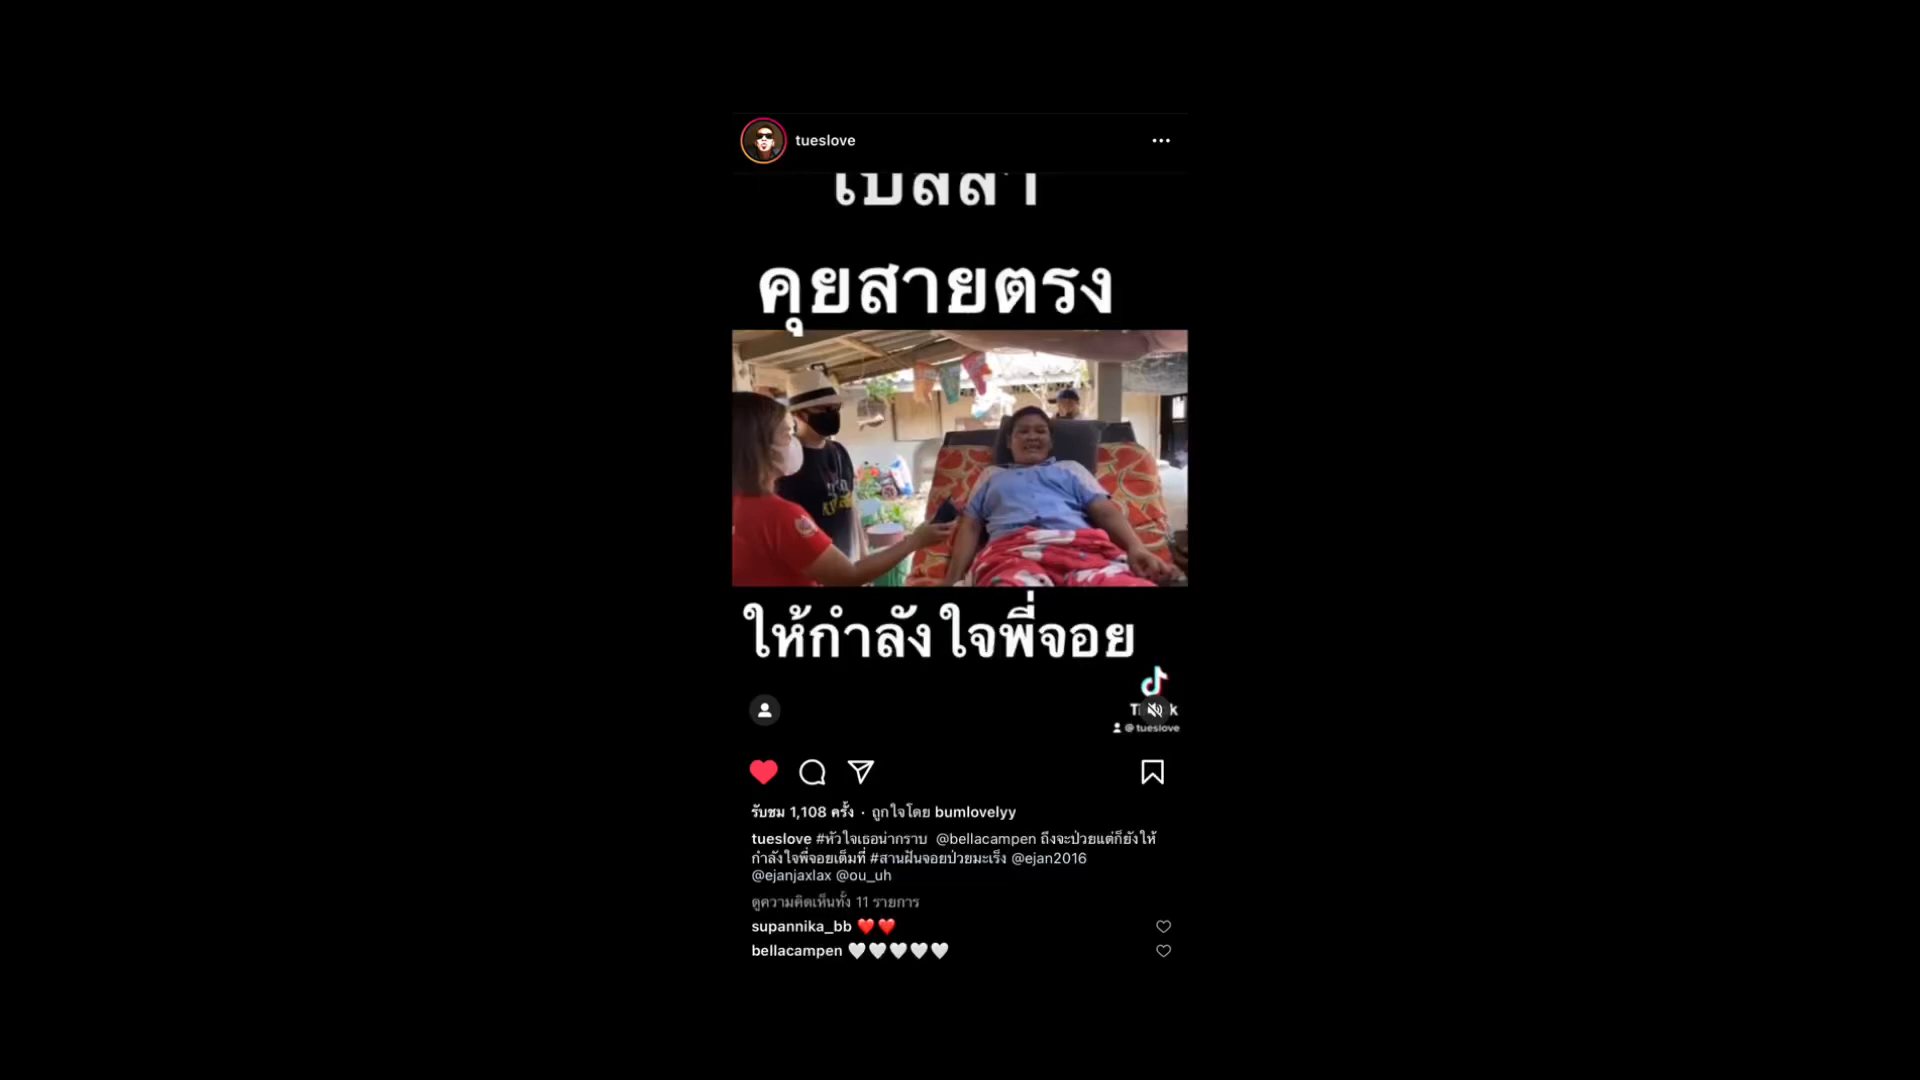 tueslove
เบลล่า
คุยสายตรง
ให้กำลังใจพี่จอย
TikTok
@tueslove
รับชม 1,108 ครั้ง · ถูกใจโดย bumlovelyy
tueslove #หัวใจเธอน่ากราบ @bellacampen ถึงจะป่วยแต่ก็ยังให้
กำลังใจพี่จอยเต็มที่ #สานฝันจอยป่วยมะเร็ง @ejan2016
@ejanjaxlax @ou_uh
ดูความคิดเห็นทั้ง 11 รายการ
supannika_bb ❤️❤️
bellacampen 🤍🤍🤍🤍🤍